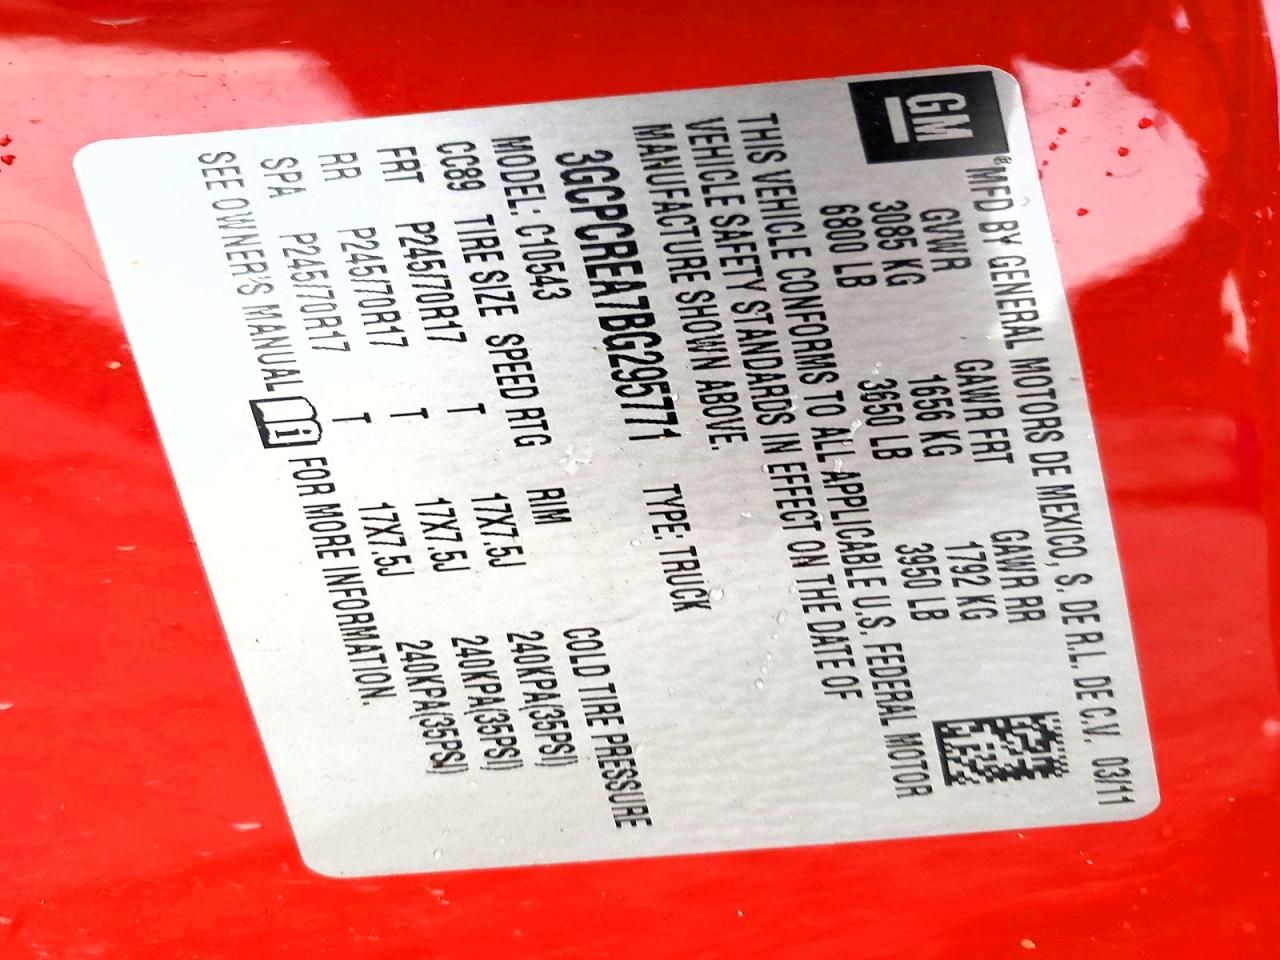 GM
® MFD BY GENERAL MOTORS DE MEXICO, S. DE R.L. DE C.V. 03/11
GVWR GAWR FRT GAWR RR
3085 KG 1656 KG 1792 KG
6800 LB 3650 LB 3950 LB
THIS VEHICLE CONFORMS TO ALL APPLICABLE U.S. FEDERAL MOTOR
VEHICLE SAFETY STANDARDS IN EFFECT ON THE DATE OF
MANUFACTURE SHOWN ABOVE.
3GCPCREA7BG295771 TYPE: TRUCK
MODEL: C10543
CC89 TIRE SIZE SPEED RTG RIM COLD TIRE PRESSURE
FRT P245/70R17 T 17X7.5J 240KPA(35PSI)
RR P245/70R17 T 17X7.5J 240KPA(35PSI)
SPA P245/70R17 T 17X7.5J 240KPA(35PSI)
SEE OWNER'S MANUAL i FOR MORE INFORMATION.